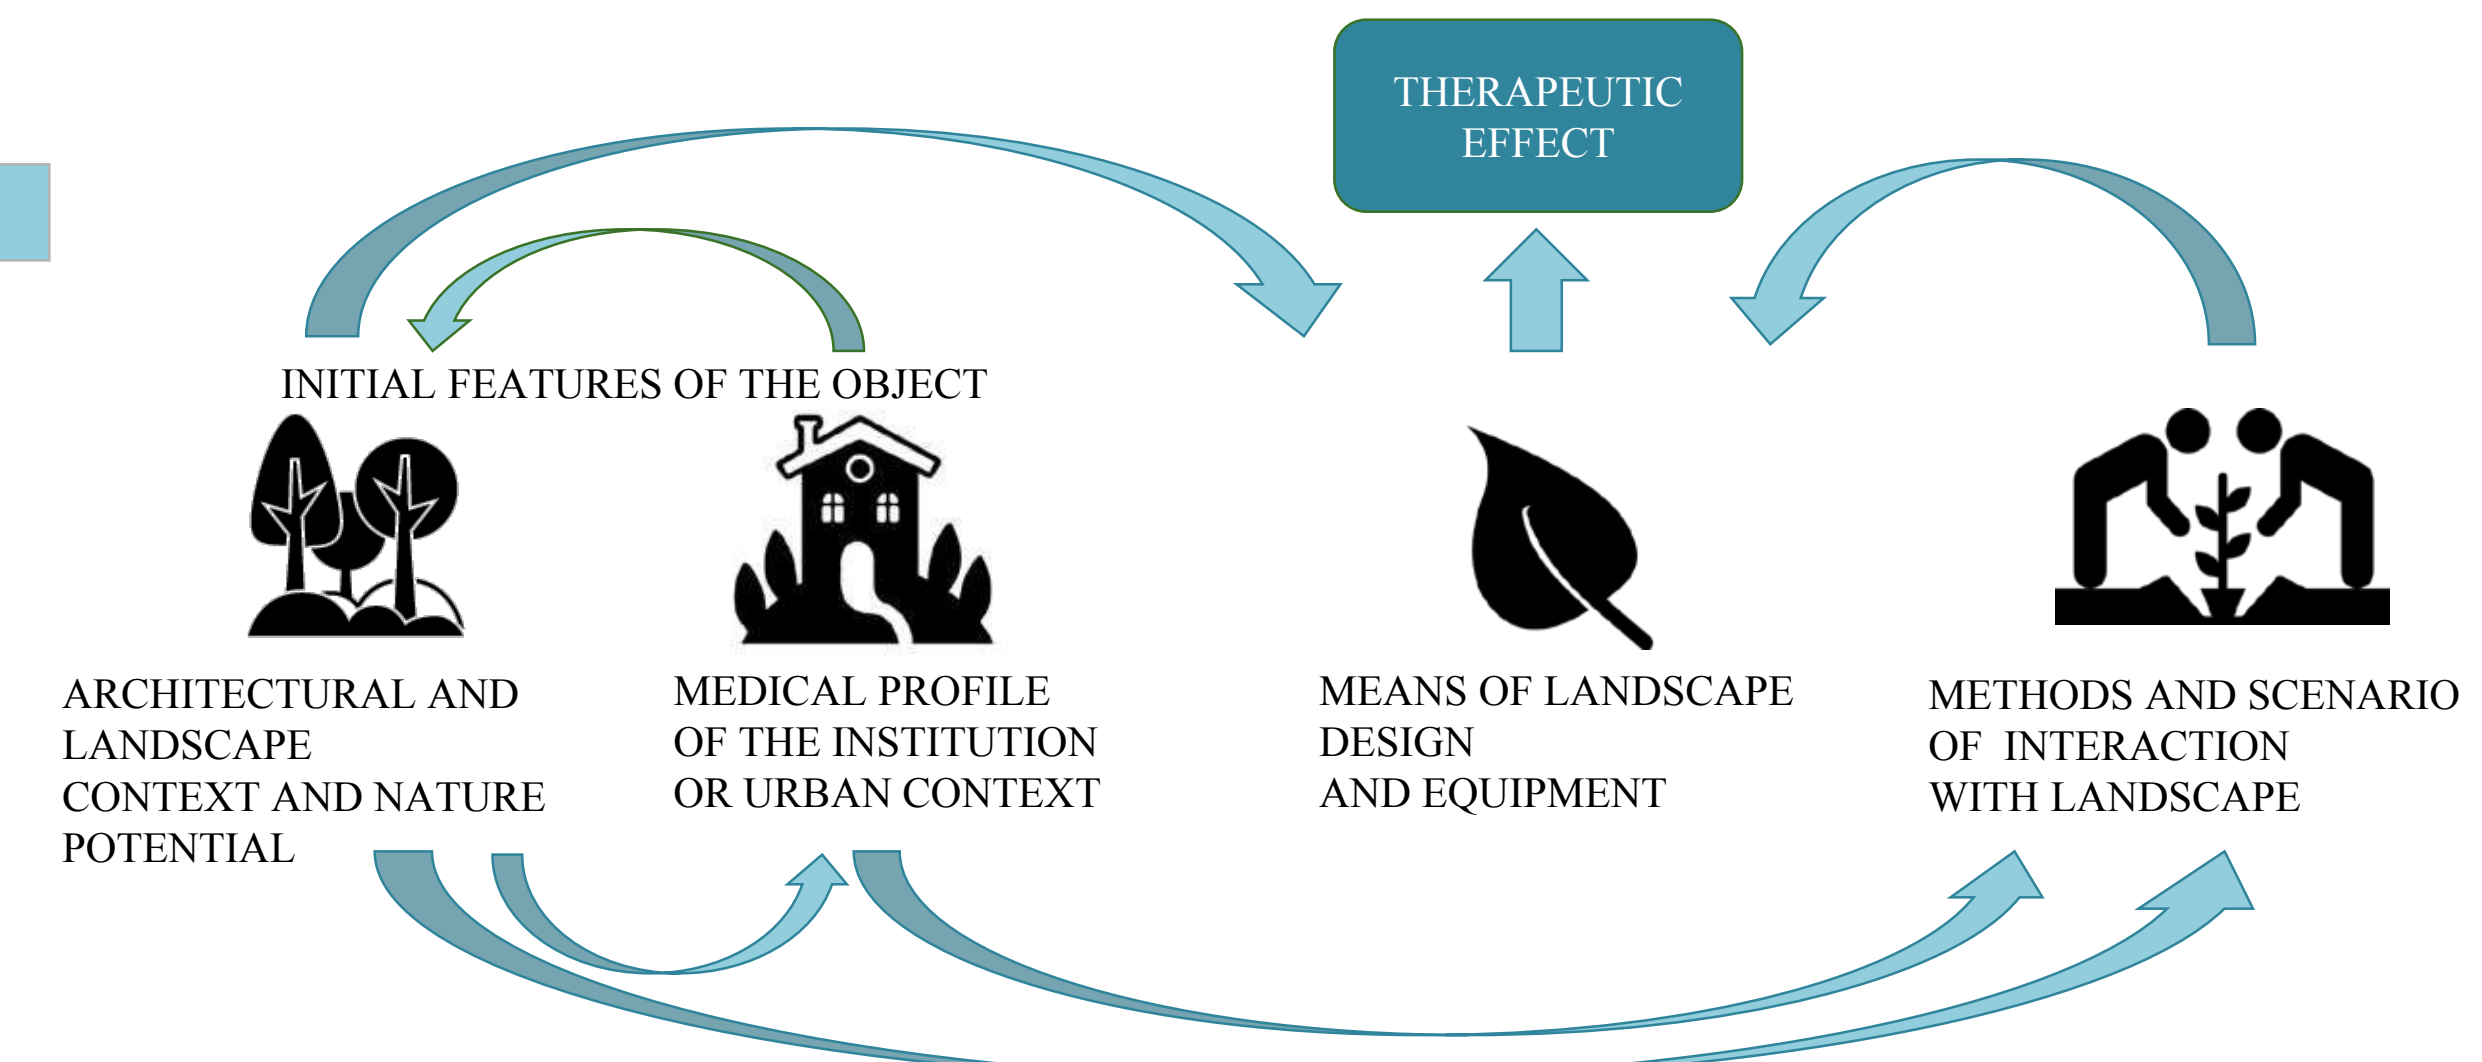 THERAPEUTIC
EFFECT
INITIAL FEATURES OF THE OBJECT
ARCHITECTURAL AND
LANDSCAPE
CONTEXT AND NATURE
POTENTIAL
MEDICAL PROFILE
OF THE INSTITUTION
OR URBAN CONTEXT
MEANS OF LANDSCAPE
DESIGN
AND EQUIPMENT
METHODS AND SCENARIO
OF INTERACTION
WITH LANDSCAPE